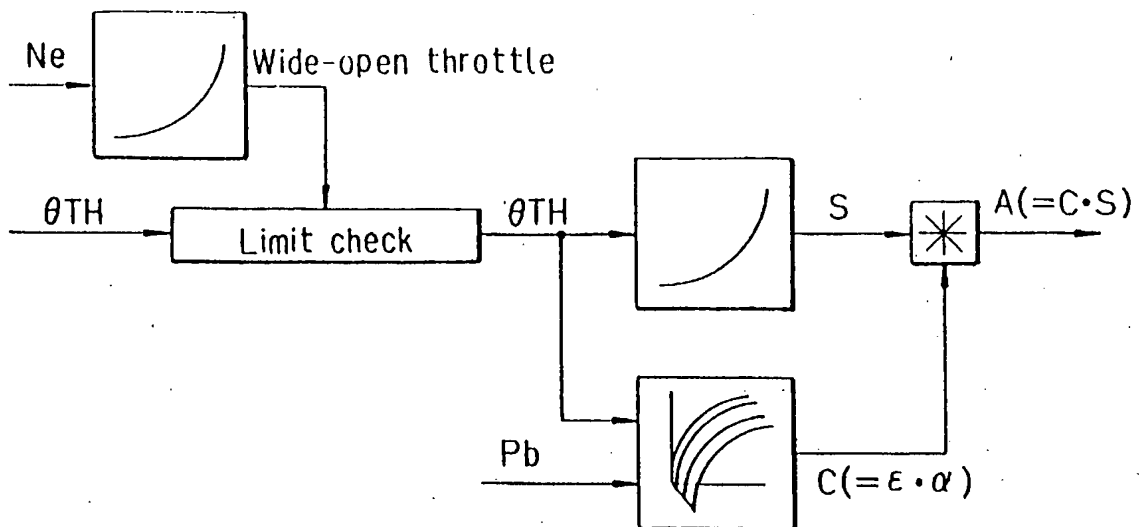 Ne
Wide-open throttle
θTH
Limit check
θTH
S
A(=C•S)
Pb
C(=ε•α)